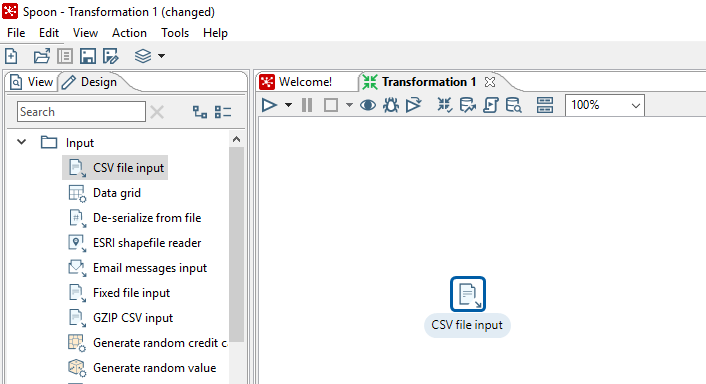 Spoon - Transformation 1 (changed)
File Edit View Action Tools Help
View Design
Welcome! Transformation 1
Search
100%
Input
CSV file input
Data grid
De-serialize from file
ESRI shapefile reader
Email messages input
Fixed file input
GZIP CSV input
Generate random credit c
Generate random value
CSV file input